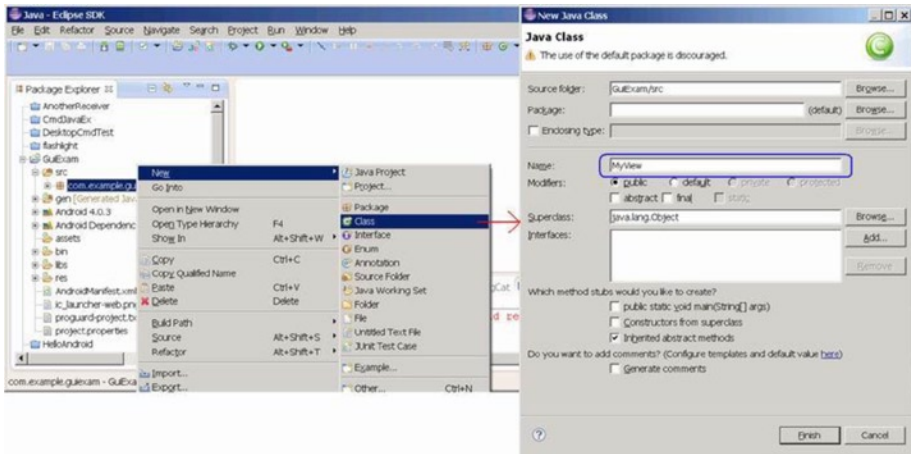 Java - Eclipse SDK
File Edit Refactor Source Navigate Search Project Run Window Help
Package Explorer
AnotherReceiver
CmdJavaEx
DesktopCmdTest
flashlight
GuiExam
src
com.example.gu
gen [Generated Jav
Android 4.0.3
Android Dependenc
assets
bin
libs
res
AndroidManifest.xml
ic_launcher-web.pn
proguard-project.tx
project.properties
HelloAndroid
com.example.guiexam - GuiExa
New
Go Into
Open in New Window
Open Type Hierarchy F4
Show In Alt+Shift+W
Copy Ctrl+C
Copy Qualified Name
Paste Ctrl+V
Delete Delete
Build Path
Source Alt+Shift+S
Refactor Alt+Shift+T
Import...
Export...
Java Project
Project...
Package
Class
Interface
Enum
Annotation
Source Folder
Java Working Set
Folder
File
Untitled Text File
JUnit Test Case
Example...
Other... Ctrl+N
gCat
d re
New Java Class
Java Class
The use of the default package is discouraged.
Source folder: GuiExam/src Browse...
Package: (default) Browse...
Enclosing type: Browse...
Name: MyView
Modifiers: public default private protected
abstract final static
Superclass: java.lang.Object Browse...
Interfaces: Add...
Remove
Which method stubs would you like to create?
public static void main(String[] args)
Constructors from superclass
Inherited abstract methods
Do you want to add comments? (Configure templates and default value here)
Generate comments
Finish Cancel